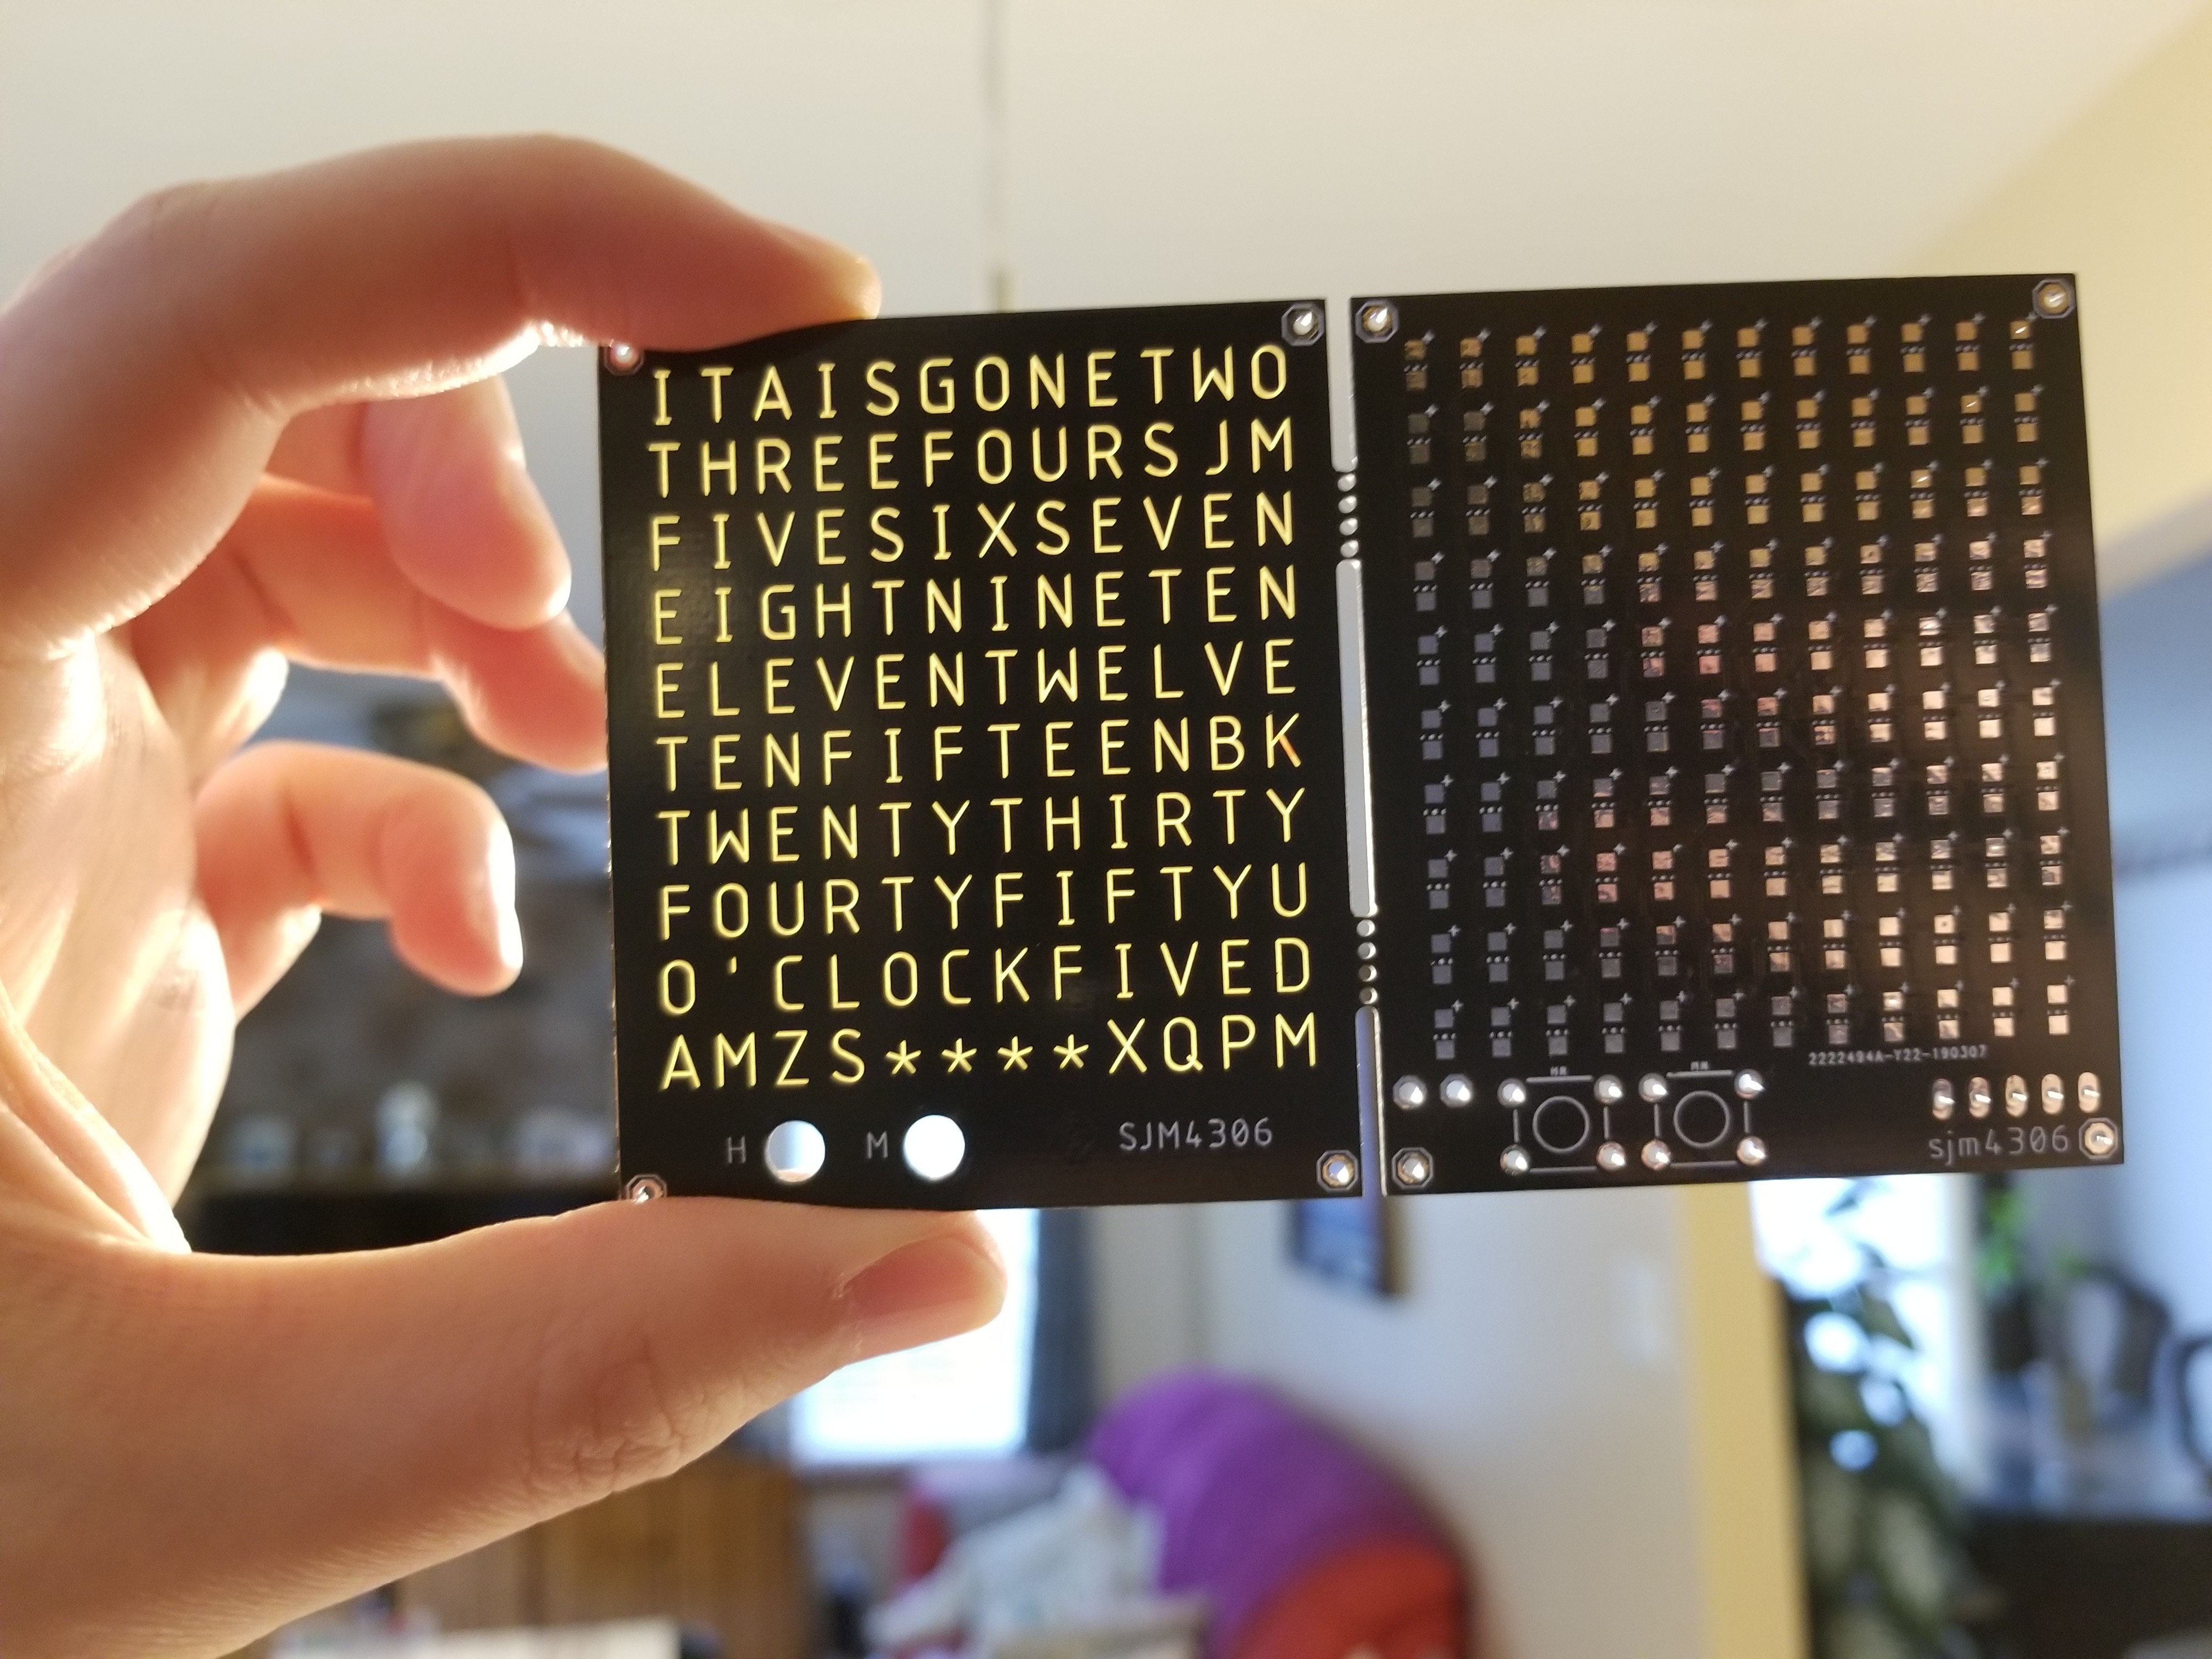 ITAISGONETWO
THREEFOURSJM
FIVESIXSEVEN
EIGHTNINETEN
ELEVENTWELVE
TENFIFTEENBK
TWENTYTHIRTY
FOURTYFIFTYU
O'CLOCKFIVED
AMZS****XQPM
H M SJM4306
2222494A-Y22-190307
sjm4306